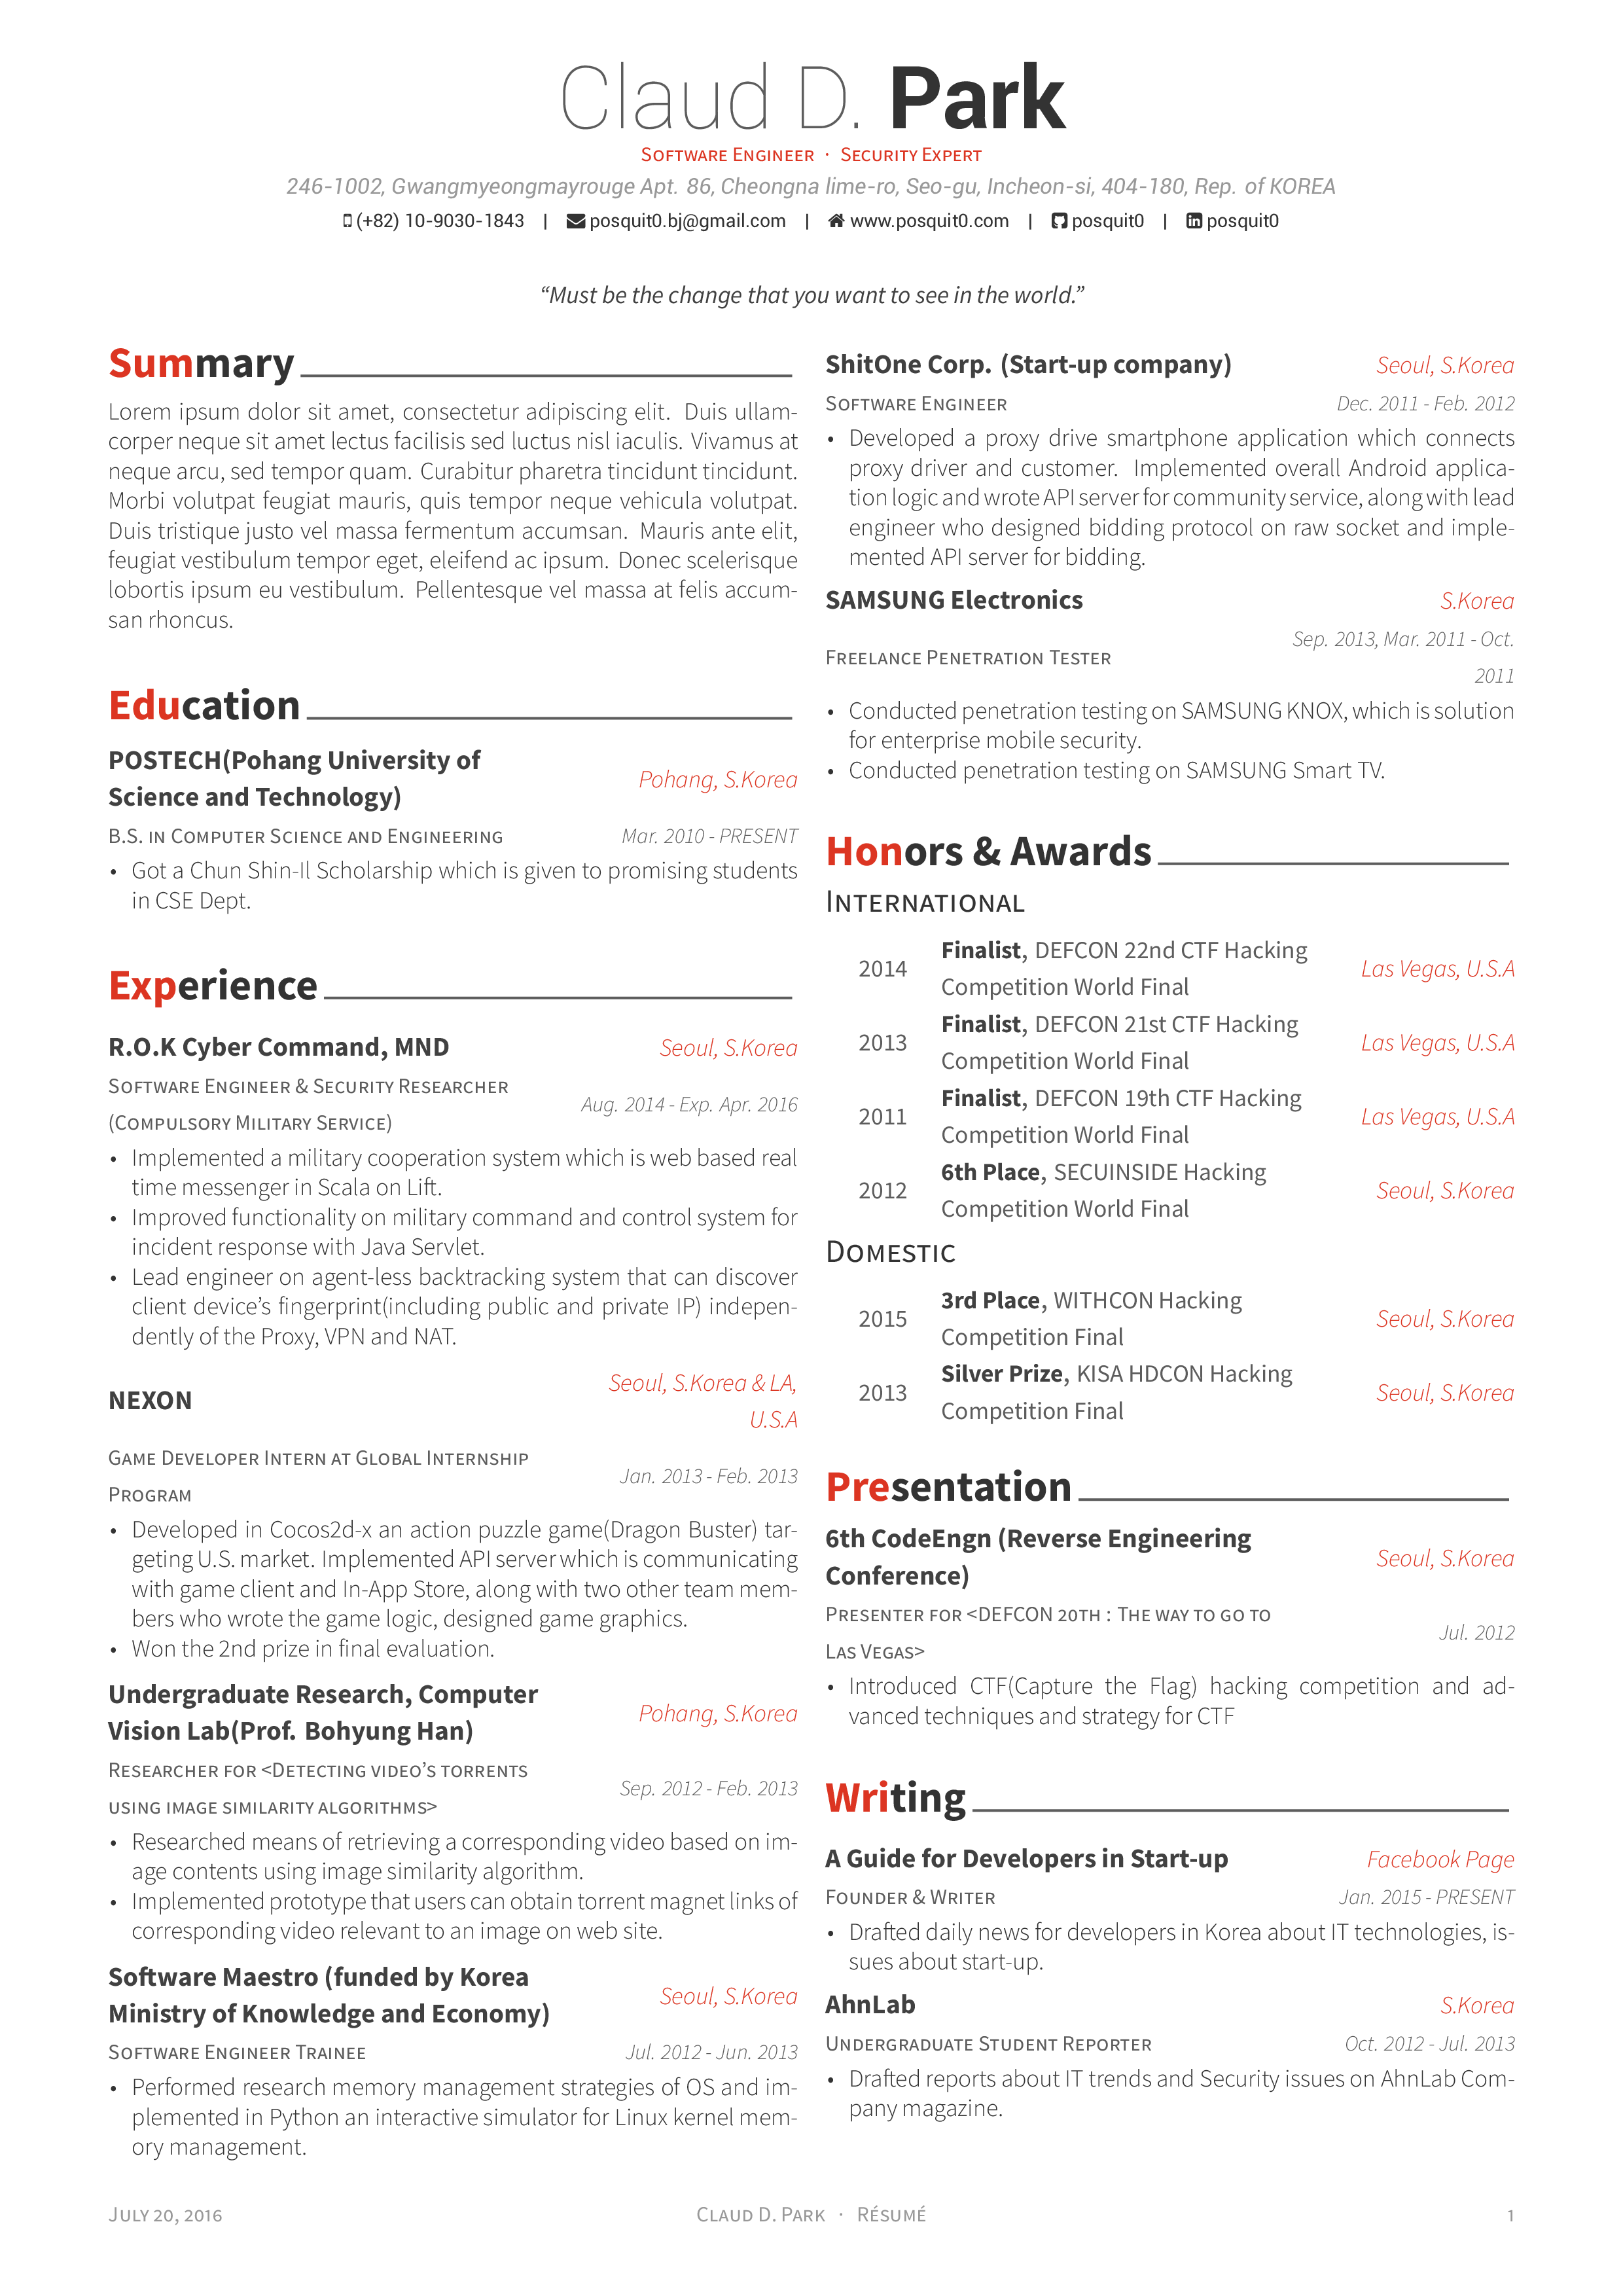 Claud D. Park
Software Engineer · Security Expert
246-1002, Gwangmyeongmayrouge Apt. 86, Cheongna lime-ro, Seo-gu, Incheon-si, 404-180, Rep. of KOREA
(+82) 10-9030-1843 | posquit0.bj@gmail.com | www.posquit0.com | posquit0 | posquit0
“Must be the change that you want to see in the world.”
Summary
Lorem ipsum dolor sit amet, consectetur adipiscing elit. Duis ullam-
corper neque sit amet lectus facilisis sed luctus nisl iaculis. Vivamus at
neque arcu, sed tempor quam. Curabitur pharetra tincidunt tincidunt.
Morbi volutpat feugiat mauris, quis tempor neque vehicula volutpat.
Duis tristique justo vel massa fermentum accumsan. Mauris ante elit,
feugiat vestibulum tempor eget, eleifend ac ipsum. Donec scelerisque
lobortis ipsum eu vestibulum. Pellentesque vel massa at felis accum-
san rhoncus.
Education
POSTECH(Pohang University of
Science and Technology)
Pohang, S.Korea
B.S. in Computer Science and Engineering
Mar. 2010 - PRESENT
• Got a Chun Shin-Il Scholarship which is given to promising students
in CSE Dept.
Experience
R.O.K Cyber Command, MND
Seoul, S.Korea
Software Engineer & Security Researcher
(Compulsory Military Service)
Aug. 2014 - Exp. Apr. 2016
• Implemented a military cooperation system which is web based real
time messenger in Scala on Lift.
• Improved functionality on military command and control system for
incident response with Java Servlet.
• Lead engineer on agent-less backtracking system that can discover
client device’s fingerprint(including public and private IP) indepen-
dently of the Proxy, VPN and NAT.
NEXON
Seoul, S.Korea & LA,
U.S.A
Game Developer Intern at Global Internship
Program
Jan. 2013 - Feb. 2013
• Developed in Cocos2d-x an action puzzle game(Dragon Buster) tar-
geting U.S. market. Implemented API server which is communicating
with game client and In-App Store, along with two other team mem-
bers who wrote the game logic, designed game graphics.
• Won the 2nd prize in final evaluation.
Undergraduate Research, Computer
Vision Lab(Prof. Bohyung Han)
Pohang, S.Korea
Researcher for <Detecting video’s torrents
using image similarity algorithms>
Sep. 2012 - Feb. 2013
• Researched means of retrieving a corresponding video based on im-
age contents using image similarity algorithm.
• Implemented prototype that users can obtain torrent magnet links of
corresponding video relevant to an image on web site.
Software Maestro (funded by Korea
Ministry of Knowledge and Economy)
Seoul, S.Korea
Software Engineer Trainee
Jul. 2012 - Jun. 2013
• Performed research memory management strategies of OS and im-
plemented in Python an interactive simulator for Linux kernel mem-
ory management.
ShitOne Corp. (Start-up company)
Seoul, S.Korea
Software Engineer
Dec. 2011 - Feb. 2012
• Developed a proxy drive smartphone application which connects
proxy driver and customer. Implemented overall Android applica-
tion logic and wrote API server for community service, along with lead
engineer who designed bidding protocol on raw socket and imple-
mented API server for bidding.
SAMSUNG Electronics
S.Korea
Freelance Penetration Tester
Sep. 2013, Mar. 2011 - Oct.
2011
• Conducted penetration testing on SAMSUNG KNOX, which is solution
for enterprise mobile security.
• Conducted penetration testing on SAMSUNG Smart TV.
Honors & Awards
International
2014
Finalist, DEFCON 22nd CTF Hacking
Competition World Final
Las Vegas, U.S.A
2013
Finalist, DEFCON 21st CTF Hacking
Competition World Final
Las Vegas, U.S.A
2011
Finalist, DEFCON 19th CTF Hacking
Competition World Final
Las Vegas, U.S.A
2012
6th Place, SECUINSIDE Hacking
Competition World Final
Seoul, S.Korea
Domestic
2015
3rd Place, WITHCON Hacking
Competition Final
Seoul, S.Korea
2013
Silver Prize, KISA HDCON Hacking
Competition Final
Seoul, S.Korea
Presentation
6th CodeEngn (Reverse Engineering
Conference)
Seoul, S.Korea
Presenter for <DEFCON 20th : The way to go to
Las Vegas>
Jul. 2012
• Introduced CTF(Capture the Flag) hacking competition and ad-
vanced techniques and strategy for CTF
Writing
A Guide for Developers in Start-up
Facebook Page
Founder & Writer
Jan. 2015 - PRESENT
• Drafted daily news for developers in Korea about IT technologies, is-
sues about start-up.
AhnLab
S.Korea
Undergraduate Student Reporter
Oct. 2012 - Jul. 2013
• Drafted reports about IT trends and Security issues on AhnLab Com-
pany magazine.
July 20, 2016
Claud D. Park · Résumé
1